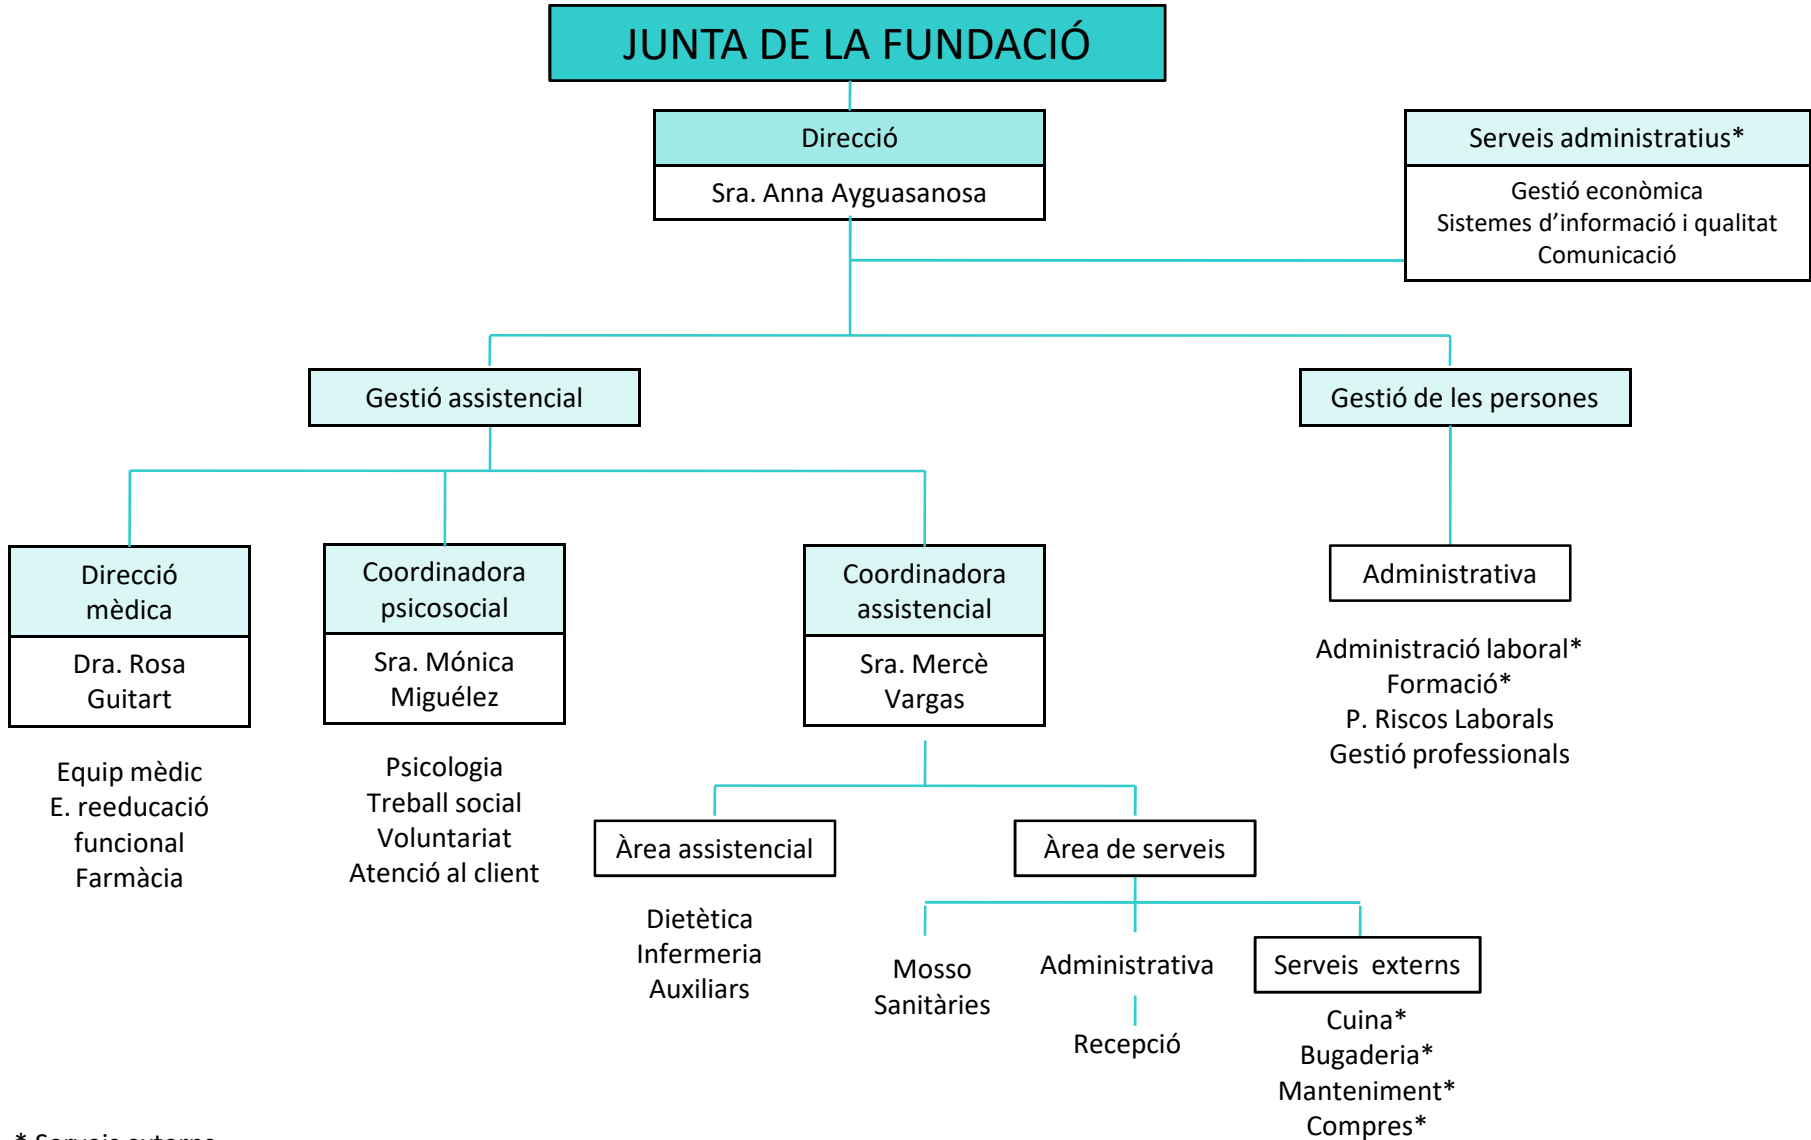 JUNTA DE LA FUNDACIÓ
Direcció
Sra. Anna Ayguasanosa
Serveis administratius*
Gestió econòmica
Sistemes d’informació i qualitat
Comunicació
Gestió assistencial
Gestió de les persones
Direcció
mèdica
Dra. Rosa
Guitart
Equip mèdic
E. reeducació
funcional
Farmàcia
Coordinadora
psicosocial
Sra. Mónica
Miguélez
Psicologia
Treball social
Voluntariat
Atenció al client
Coordinadora
assistencial
Sra. Mercè
Vargas
Administrativa
Administració laboral*
Formació*
P. Riscos Laborals
Gestió professionals
Àrea assistencial
Dietètica
Infermeria
Auxiliars
Àrea de serveis
Mosso
Sanitàries
Administrativa
Recepció
Serveis externs
Cuina*
Bugaderia*
Manteniment*
Compres*
* Serveis externs